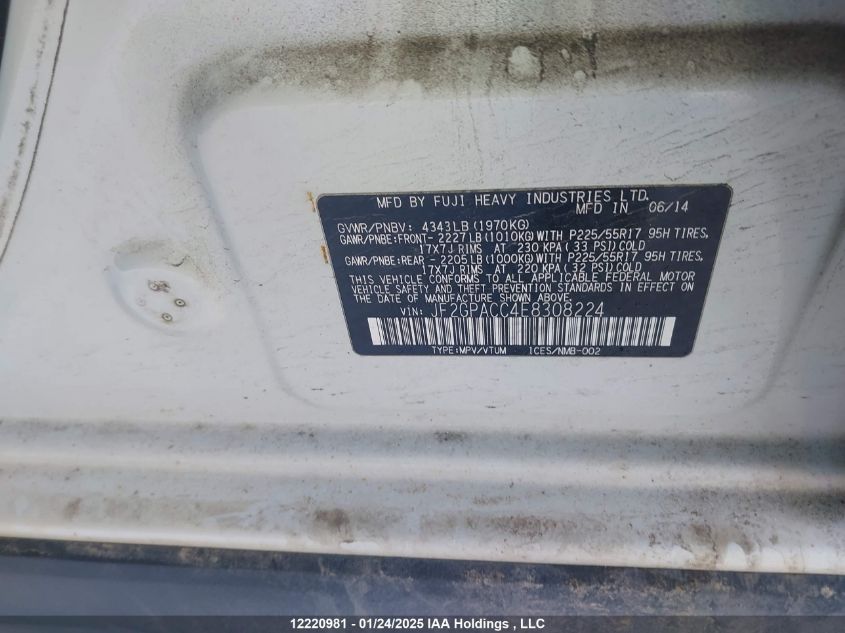 MFD BY FUJI HEAVY INDUSTRIES LTD.
MFD IN 06/14
GVWR/PNBV: 4343LB(1970KG)
GAWR/PNBE:FRONT- 2227LB(1010KG)WITH P225/55R17 95H TIRES,
17X7J RIMS AT 230 KPA( 33 PSI)COLD
GAWR/PNBE:REAR - 2205LB(1000KG)WITH P225/55R17 95H TIRES,
17X7J RIMS AT 220 KPA( 32 PSI)COLD
THIS VEHICLE CONFORMS TO ALL APPLICABLE FEDERAL MOTOR
VEHICLE SAFETY AND THEFT PREVENTION STANDARDS IN EFFECT ON
THE DATE OF MANUFACTURE SHOWN ABOVE.
VIN: JF2GPACC4E8308224
TYPE:MPV/VTUM ICES/NMB-002
12220981 - 01/24/2025 IAA Holdings , LLC